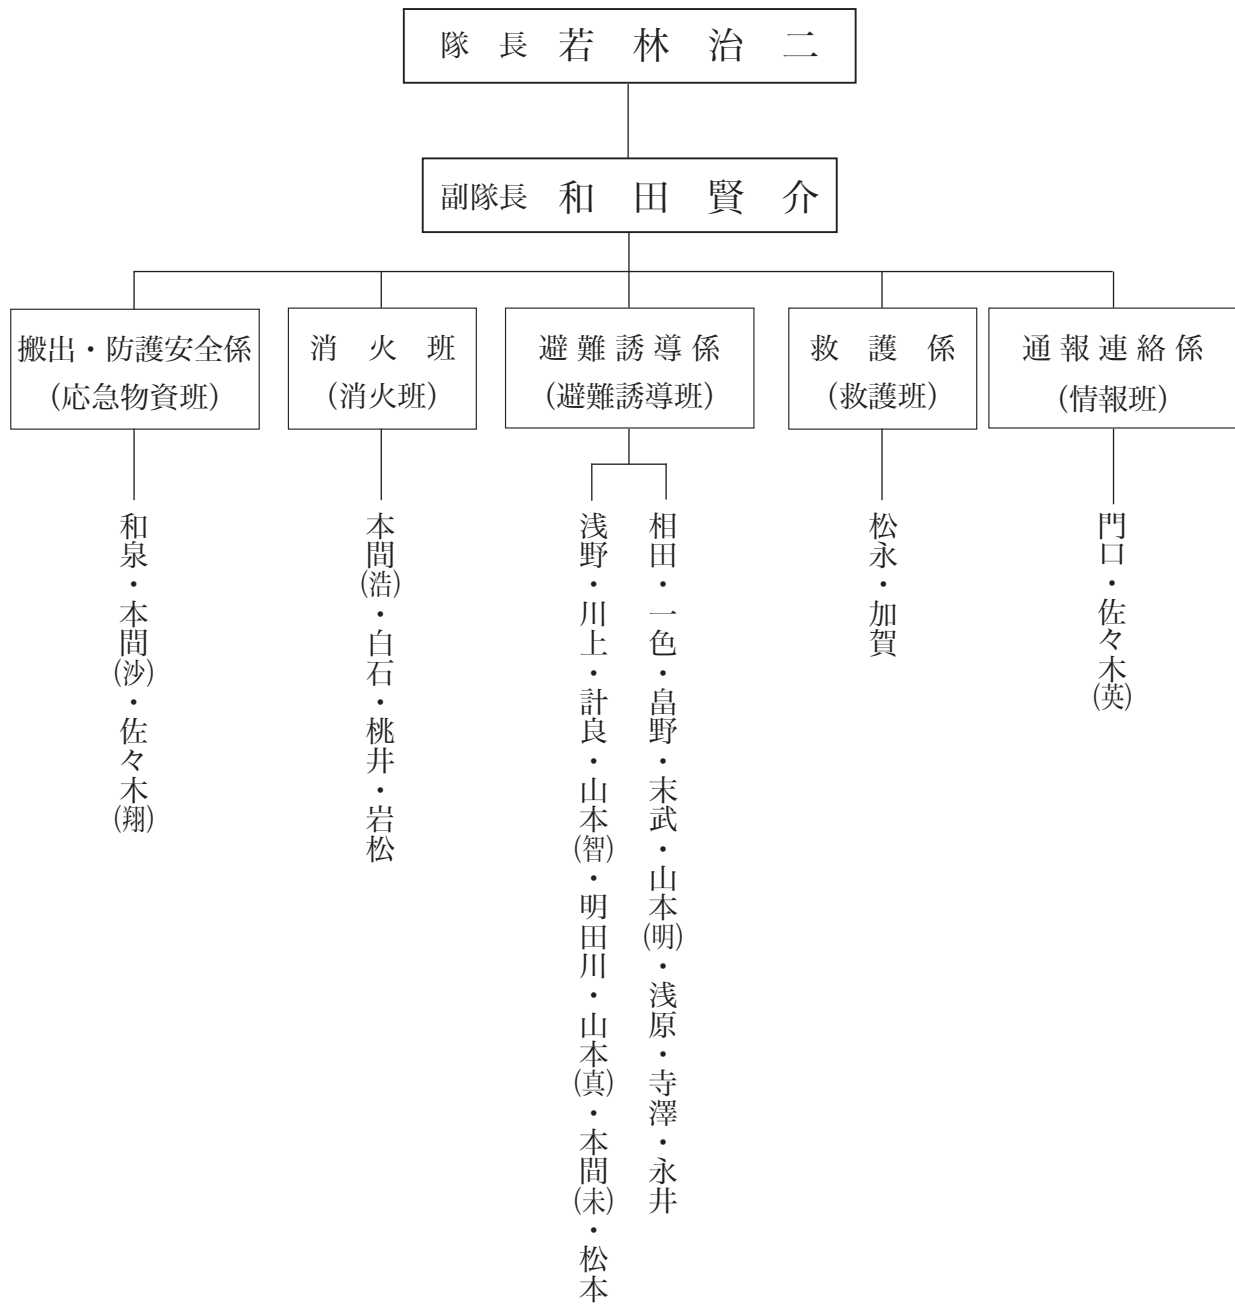 隊長 若林治二
副隊長 和田賢介
搬出・防護安全係
(応急物資班)
消火班
(消火班)
避難誘導係
(避難誘導班)
救護係
(救護班)
通報連絡係
(情報班)
和泉・本間(沙)・佐々木(翔)
本間(浩)・白石・桃井・岩松
相田・一色・畠野・末武・山本(明)・浅原・寺澤・永井
浅野・川上・計良・山本(智)・明田川・山本(真)・本間(未)・松本
松永・加賀
門口・佐々木(英)